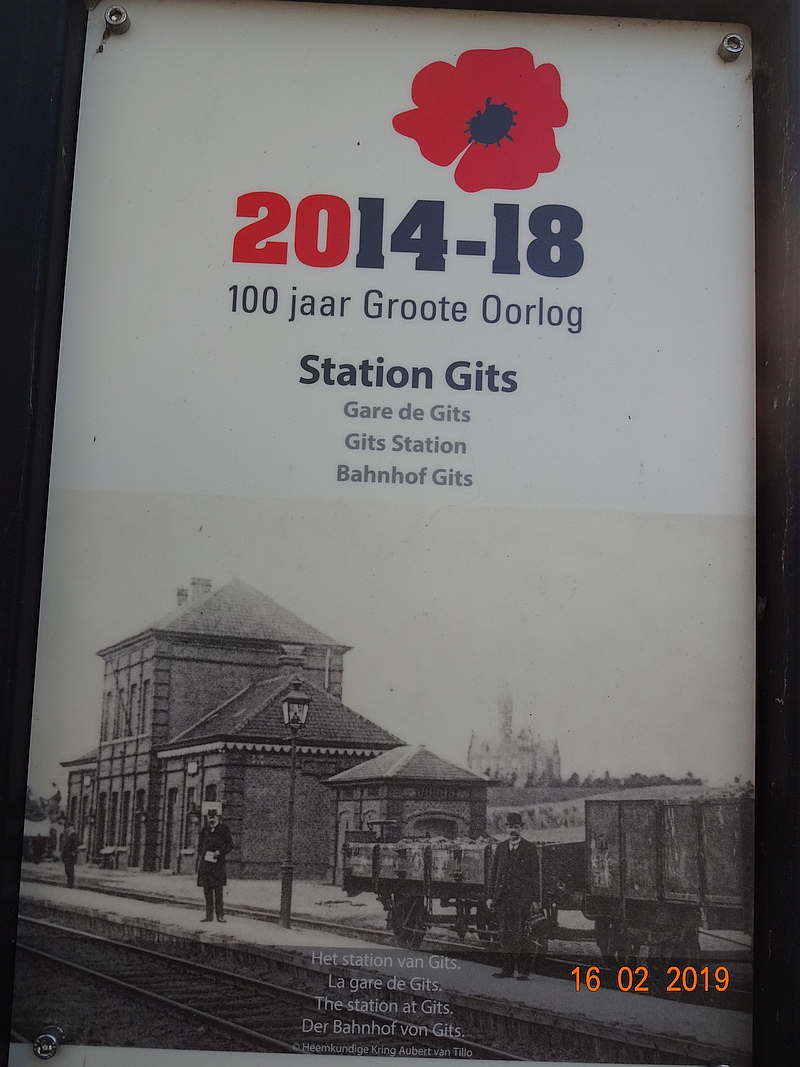 2014-18
100 jaar Groote Oorlog
Station Gits
Gare de Gits
Gits Station
Bahnhof Gits
Het station van Gits.
La gare de Gits.
The station at Gits.
Der Bahnhof von Gits.
© Heemkundige Kring Aubert van Tillo
16 02 2019